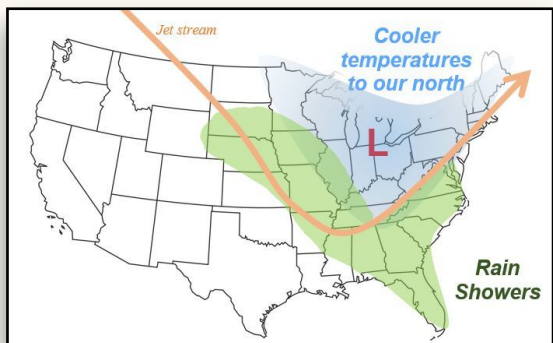 Jet stream
Cooler
temperatures
to our north
L
Rain
Showers